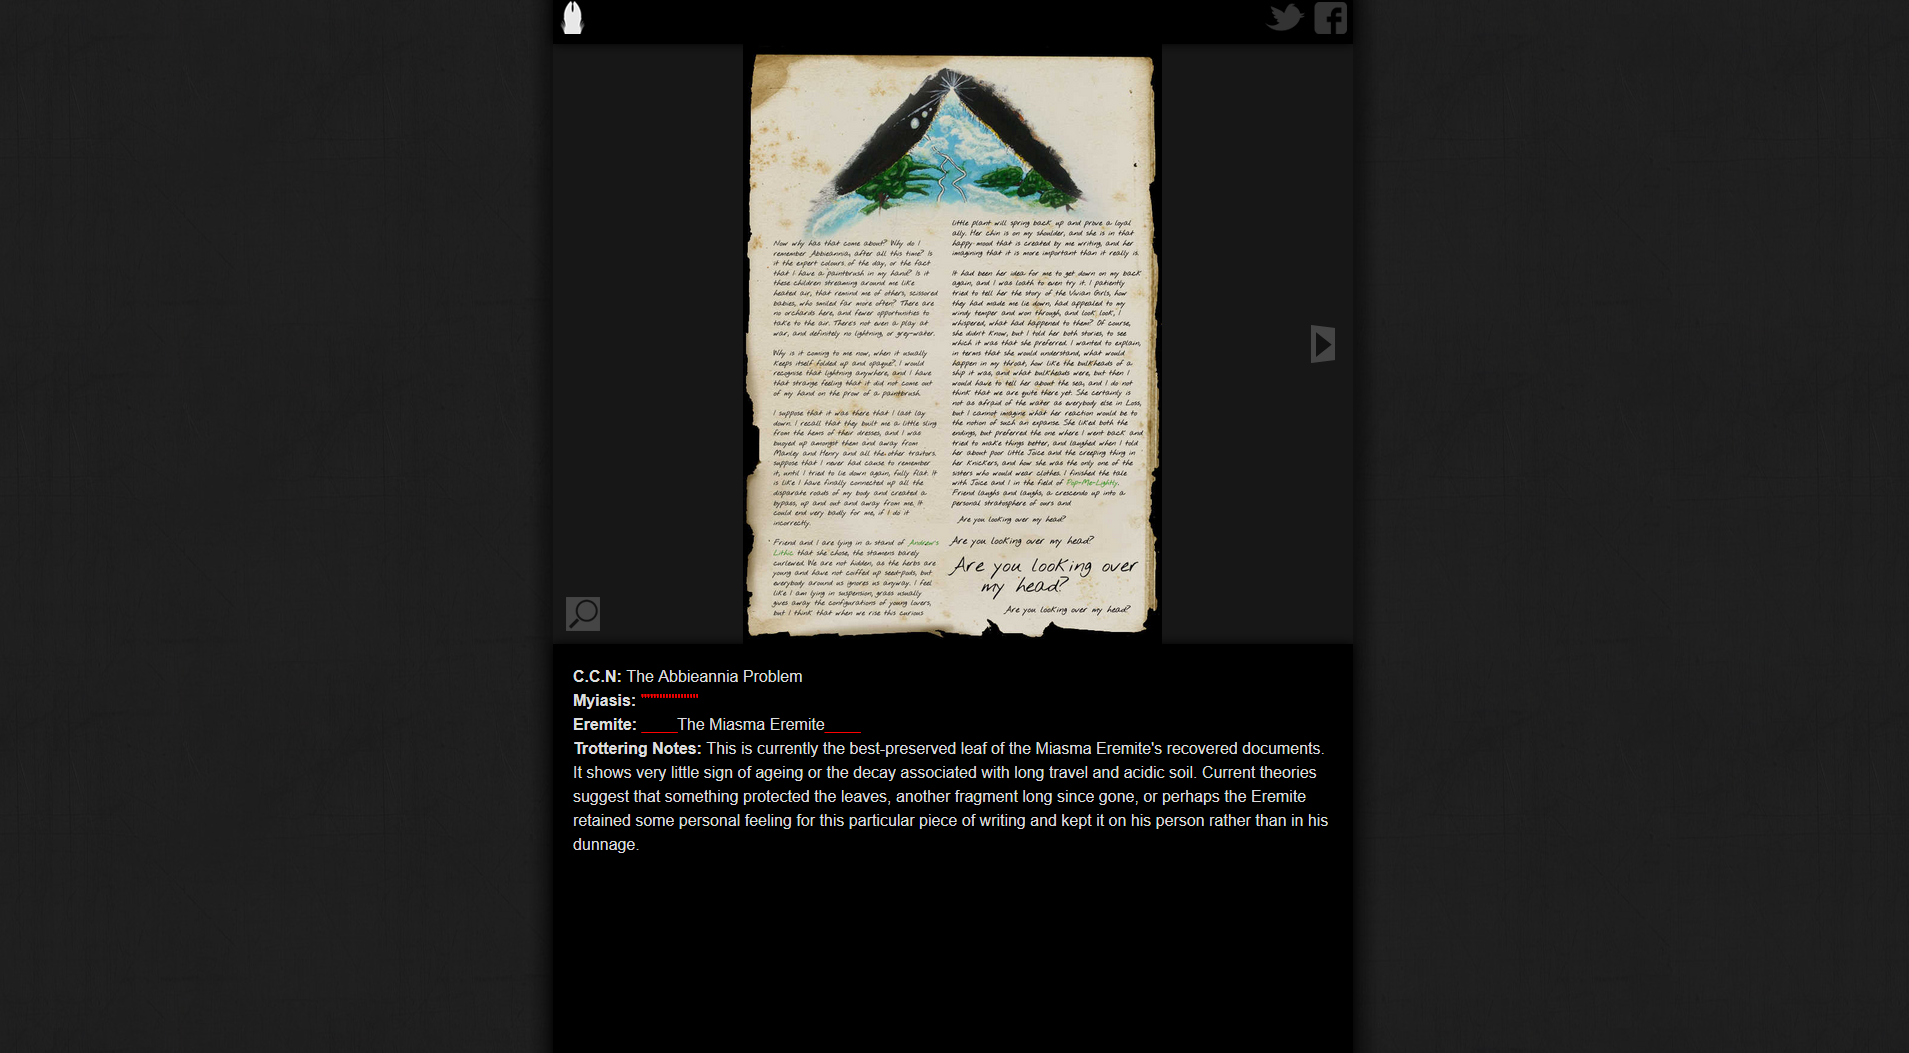 Now why has that come about? Why do I
remember Abbieannia, after all this time? Is
it the expert colours of the day, or the fact
that I have a paintbrush in my hand? Is it
these children streaming around me like
heated air, that remind me of others, scissored
babies, who smiled far more often? There are
no orchards here, and fewer opportunities to
take to the air. There's not even a play at
war, and definitely no lightning, or grey-water.
Why is it coming to me now, when it usually
keeps itself folded up and opaque? I would
recognise that lightning anywhere, and I have
that strange feeling that it did not come out
of my hand on the prow of a paintbrush.
I suppose that it was there that I last lay
down. I recall that they built me a little sling
from the hems of their dresses, and I was
buoyed up amongst them and away from
Manley and Henry and all the other traitors. I
suppose that I never had cause to remember
it, until I tried to lie down again, fully flat. It
is like I have finally connected up all the
disparate roads of my body and created a
bypass, up and out and away from me. It
could end very badly for me, if I do it
incorrectly.
Friend and I are lying in a stand of Andrew's
Lithic that she chose, the stamens barely
curlewed. We are not hidden, as the herbs are
young and have not coiffed up seed-pods, but
everybody around us ignores us anyway. I feel
like I am lying in suspension, grass usually
gives away the configurations of young lovers,
but I think that when we rise this curious
little plant will spring back up and prove a loyal
ally. Her chin is on my shoulder, and she is in that
happy mood that is created by me writing, and her
imagining that it is more important than it really is.
It had been her idea for me to get down on my back
again, and I was loath to even try it. I patiently
tried to tell her the story of the Vivian Girls, how
they had made me lie down, had appealed to my
windy temper and won through, and look look, I
whispered, what had happened to them? Of course,
she didn't know, but I told her both stories, to see
which it was that she preferred. I wanted to explain,
in terms that she would understand, what would
happen in my throat, how like the bulkheads of a
ship it was, and what bulkheads were, but then I
would have to tell her about the sea, and I do not
think that we are quite there yet. She certainly is
not as afraid of the water as everybody else in Loss,
but I cannot imagine what her reaction would be to
the notion of such an expanse. She liked both the
endings, but preferred the one where I went back and
tried to make things better, and laughed when I told
her about poor little Joice and the creeping thing in
her knickers, and how she was the only one of the
sisters who would wear clothes. I finished the tale
with Joice and I in the field of Pop-Me-Lightly.
Friend laughs and laughs, a crescendo up into a
personal stratosphere of ours and
Are you looking over my head?
Are you looking over my head?
Are you looking over
my head?
Are you looking over my head?
C.C.N: The Abbieannia Problem
Myiasis: """""""""
Eremite: ____The Miasma Eremite____
Trottering Notes: This is currently the best-preserved leaf of the Miasma Eremite's recovered documents.
It shows very little sign of ageing or the decay associated with long travel and acidic soil. Current theories
suggest that something protected the leaves, another fragment long since gone, or perhaps the Eremite
retained some personal feeling for this particular piece of writing and kept it on his person rather than in his
dunnage.